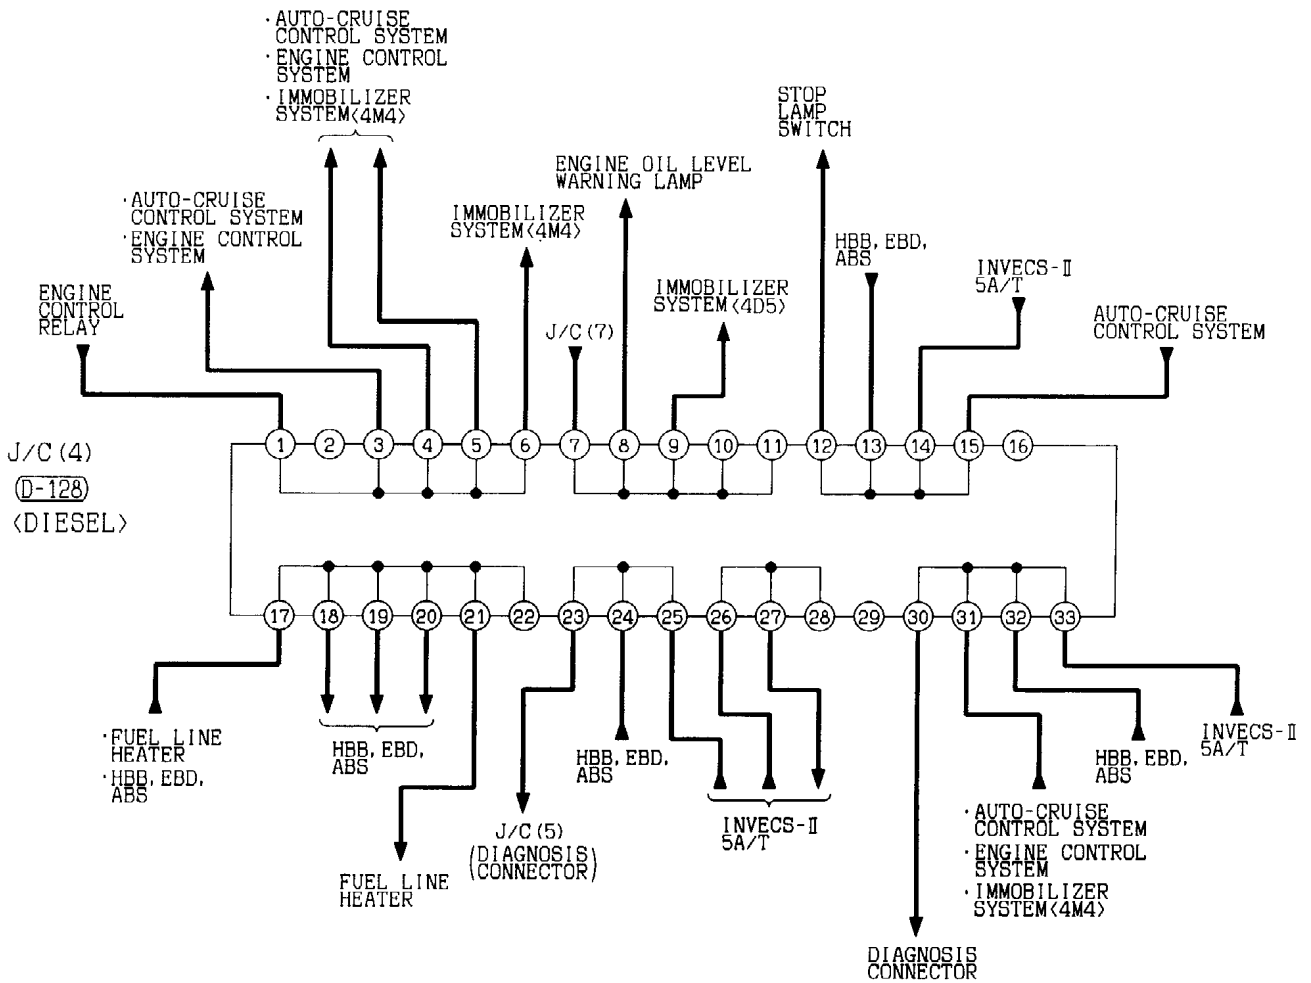 · AUTO-CRUISE
CONTROL SYSTEM
· ENGINE CONTROL
SYSTEM
· IMMOBILIZER
SYSTEM<4M4>
STOP
LAMP
SWITCH
ENGINE OIL LEVEL
WARNING LAMP
· AUTO-CRUISE
CONTROL SYSTEM
· ENGINE CONTROL
SYSTEM
IMMOBILIZER
SYSTEM<4M4>
HBB, EBD,
ABS
INVECS-II
5A/T
ENGINE
CONTROL
RELAY
IMMOBILIZER
SYSTEM<4D5>
J/C (7)
AUTO-CRUISE
CONTROL SYSTEM
J/C (4)
D-128
<DIESEL>
1 2 3 4 5 6 7 8 9 10 11 12 13 14 15 16
17 18 19 20 21 22 23 24 25 26 27 28 29 30 31 32 33
· FUEL LINE
HEATER
· HBB, EBD,
ABS
HBB, EBD,
ABS
FUEL LINE
HEATER
J/C (5)
(DIAGNOSIS
CONNECTOR)
HBB, EBD,
ABS
INVECS-II
5A/T
DIAGNOSIS
CONNECTOR
· AUTO-CRUISE
CONTROL SYSTEM
· ENGINE CONTROL
SYSTEM
· IMMOBILIZER
SYSTEM<4M4>
HBB, EBD,
ABS
INVECS-II
5A/T